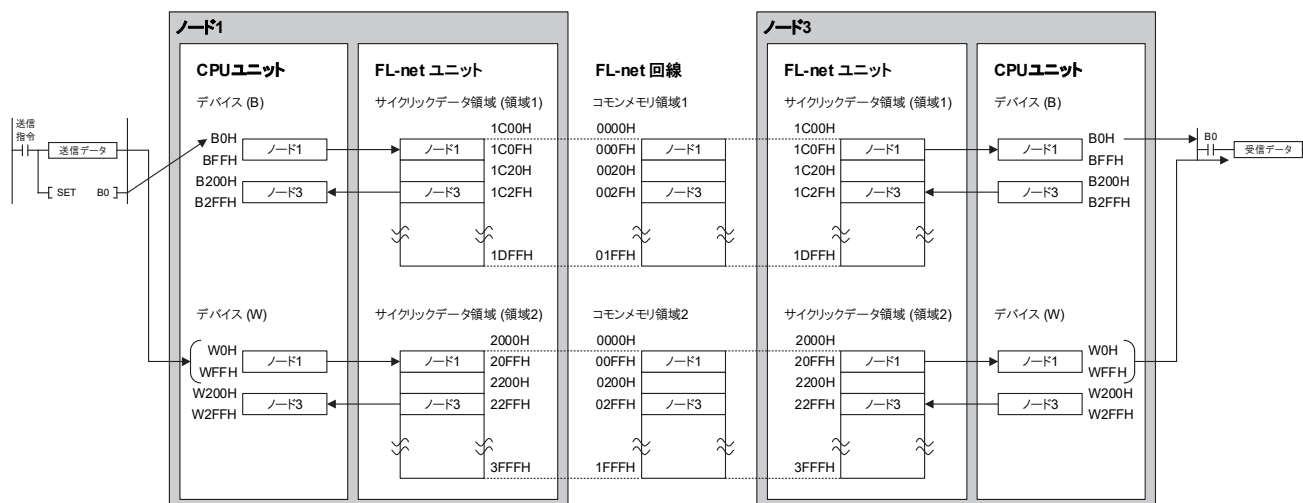 ノード1
ノード3
CPUユニット
FL-net ユニット
FL-net 回線
FL-net ユニット
CPUユニット
デバイス (B)
サイクリックデータ領域 (領域1)
コモンメモリ領域1
サイクリックデータ領域 (領域1)
デバイス (B)
送信
指令
送信データ
SET B0
B0H
BFFH
ノード1
B200H
B2FFH
ノード3
1C00H
1C0FH
1C20H
1C2FH
1DFFH
ノード1
ノード3
0000H
000FH
0020H
002FH
01FFH
ノード1
ノード3
1C00H
1C0FH
1C20H
1C2FH
1DFFH
ノード1
ノード3
ノード1
B0H
BFFH
ノード3
B200H
B2FFH
B0
受信データ
デバイス (W)
サイクリックデータ領域 (領域2)
コモンメモリ領域2
サイクリックデータ領域 (領域2)
デバイス (W)
W0H
WFFH
ノード1
W200H
W2FFH
ノード3
2000H
20FFH
2200H
22FFH
3FFFH
ノード1
ノード3
0000H
00FFH
0200H
02FFH
1FFFH
ノード1
ノード3
2000H
20FFH
2200H
22FFH
3FFFH
ノード1
ノード3
ノード1
W0H
WFFH
ノード3
W200H
W2FFH